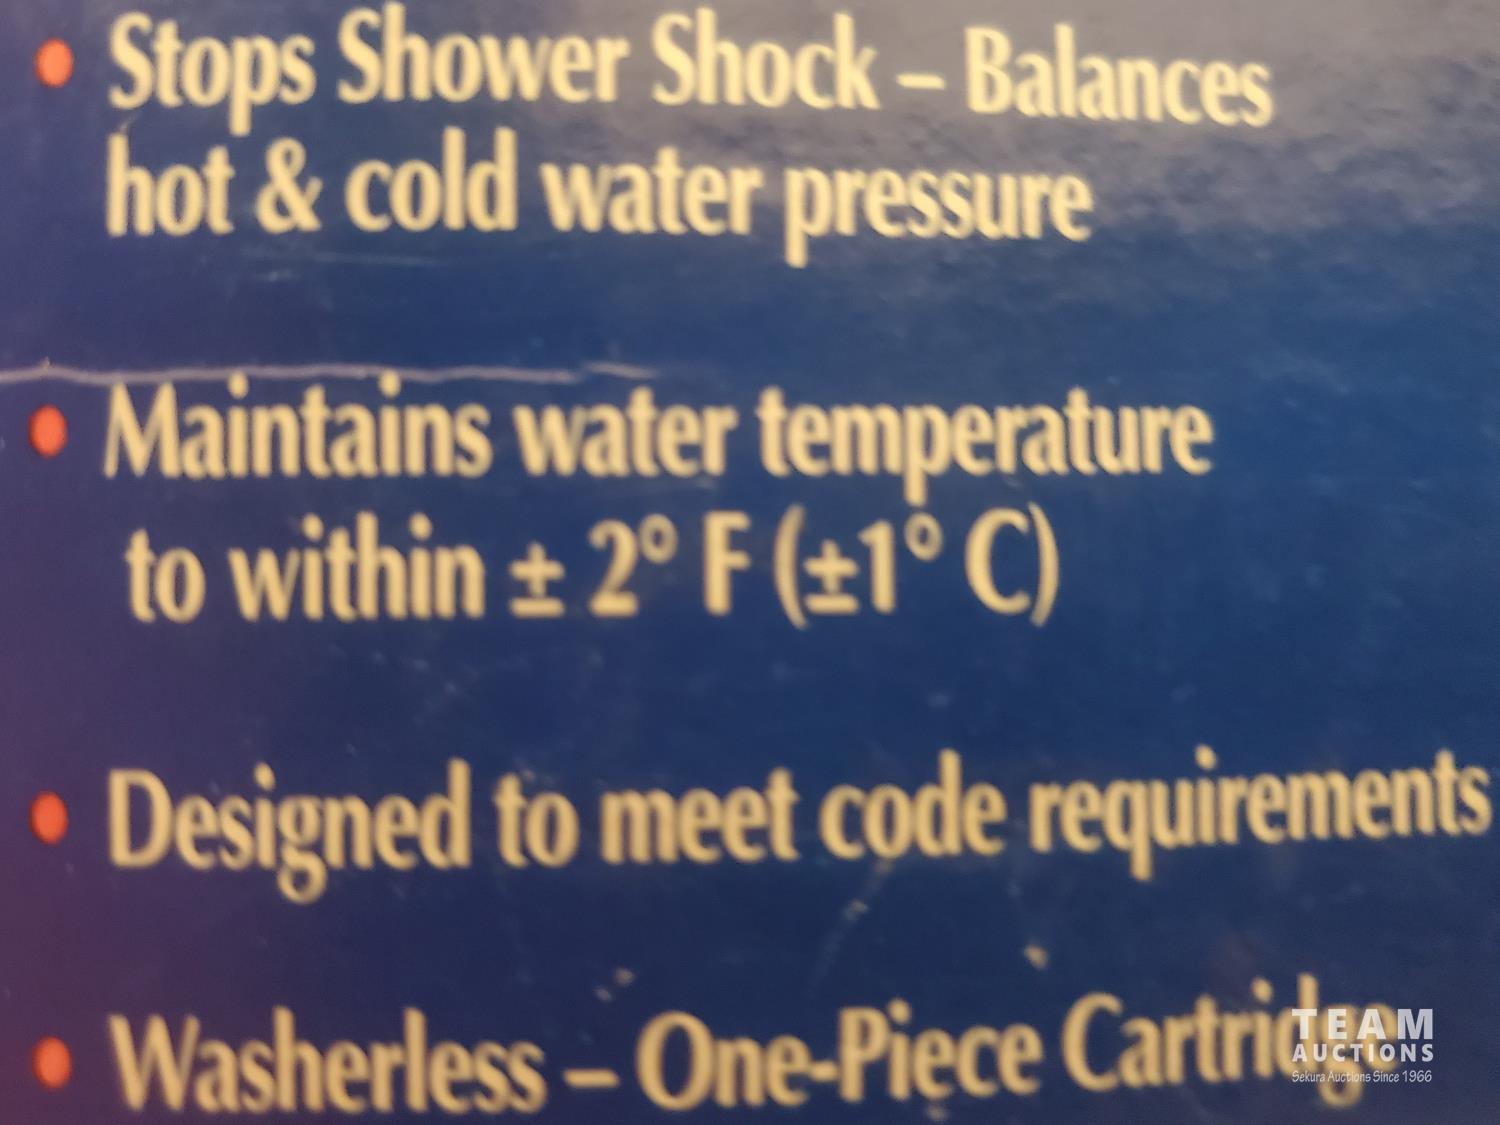 • Stops Shower Shock – Balances
hot & cold water pressure
• Maintains water temperature
to within ± 2° F (±1° C)
• Designed to meet code requirements
• Washerless – One-Piece Cartridge
TEAM
AUCTIONS
Sekura Auctions Since 1966